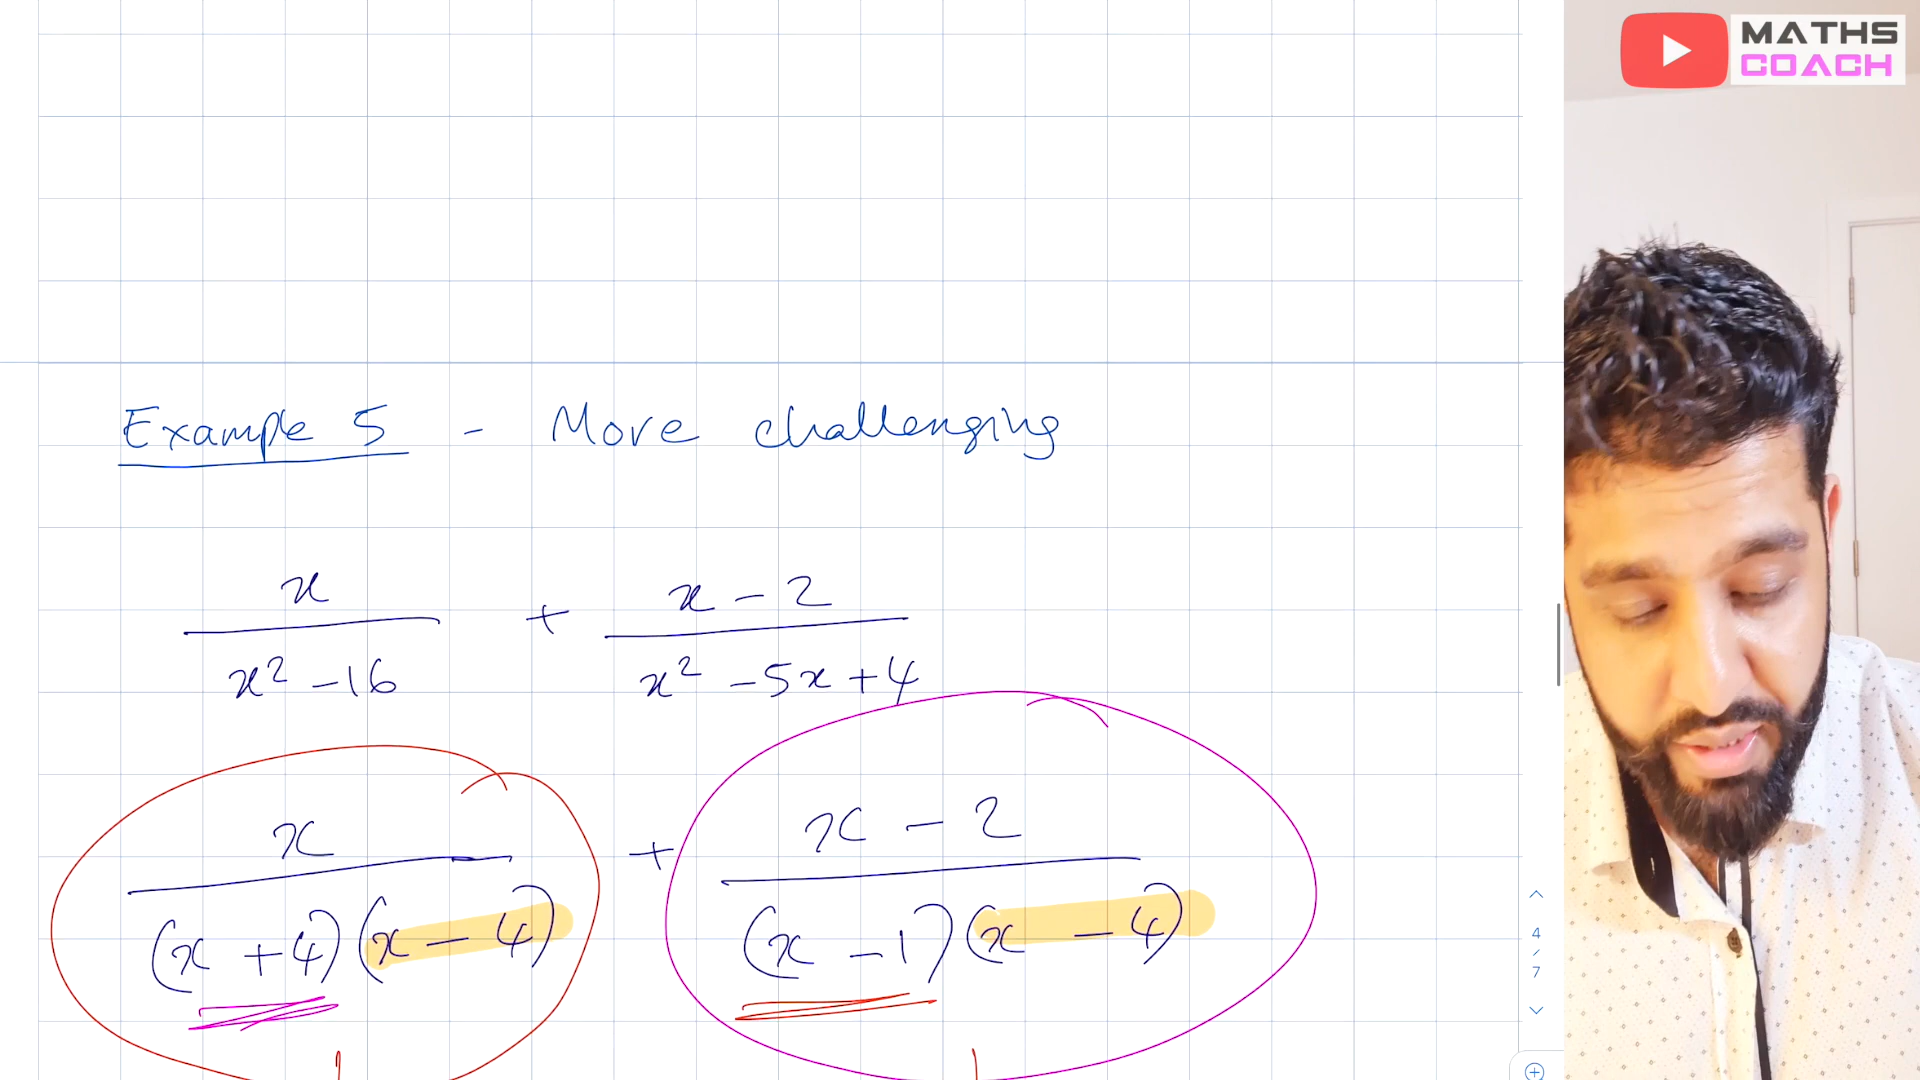 MATHS
COACH
Example 5 - More challenging
x + x - 2
x² - 16 x² - 5x + 4
x + x - 2
(x + 4)(x - 4) (x - 1)(x - 4)
4
/
7